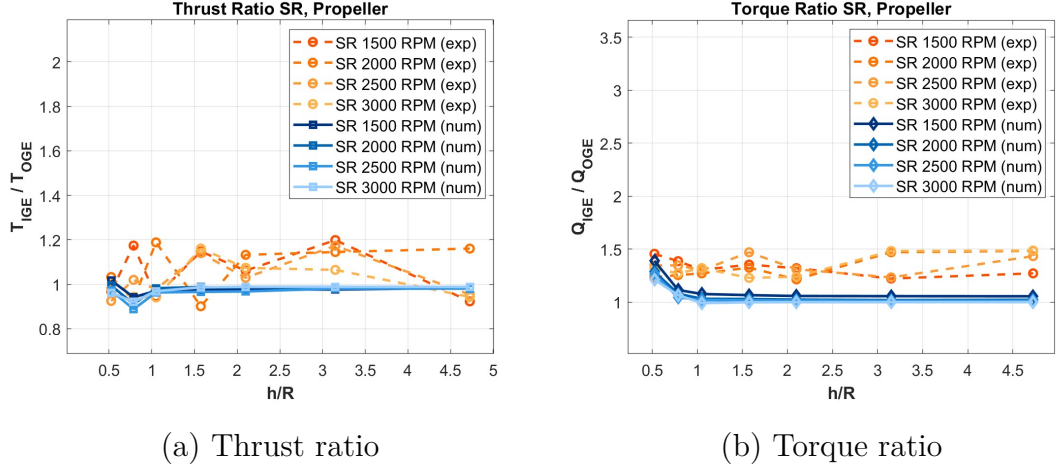 Thrust Ratio SR, Propeller
T_IGE / T_OGE
2
1.8
1.6
1.4
1.2
1
0.8
SR 1500 RPM (exp)
SR 2000 RPM (exp)
SR 2500 RPM (exp)
SR 3000 RPM (exp)
SR 1500 RPM (num)
SR 2000 RPM (num)
SR 2500 RPM (num)
SR 3000 RPM (num)
0.5 1 1.5 2 2.5 3 3.5 4 4.5 5
h/R
(a) Thrust ratio
Torque Ratio SR, Propeller
Q_IGE / Q_OGE
3.5
3
2.5
2
1.5
1
SR 1500 RPM (exp)
SR 2000 RPM (exp)
SR 2500 RPM (exp)
SR 3000 RPM (exp)
SR 1500 RPM (num)
SR 2000 RPM (num)
SR 2500 RPM (num)
SR 3000 RPM (num)
0.5 1 1.5 2 2.5 3 3.5 4 4.5
h/R
(b) Torque ratio